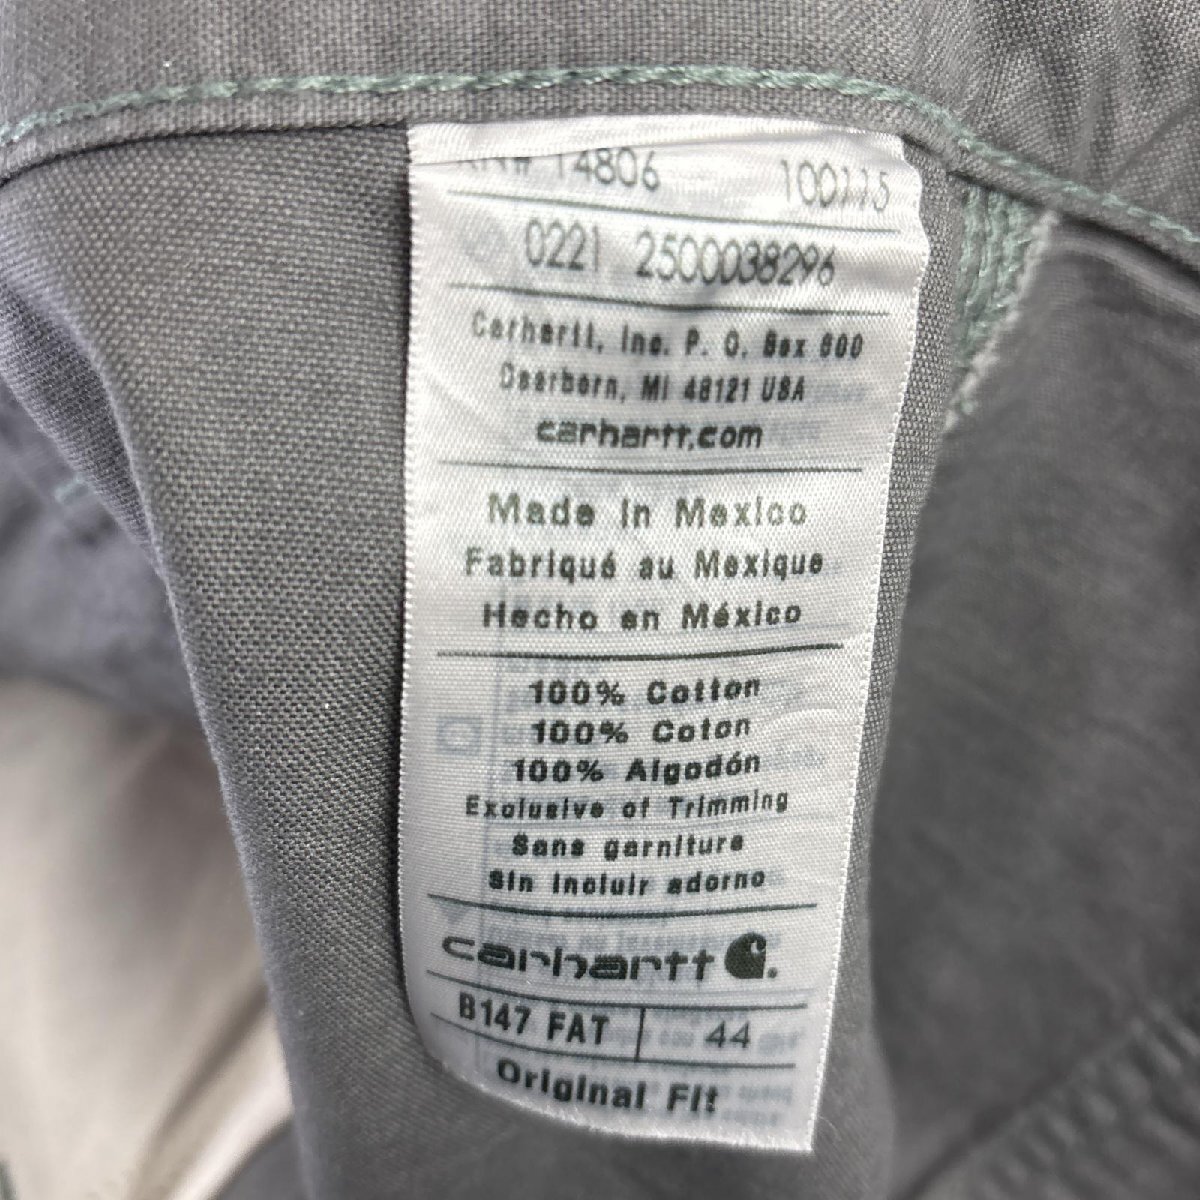 RN# 14806 100115
0221 2500038296
Carhartt, Inc. P. O. Box 600
Dearborn, MI 48121 USA
carhartt.com
Made in Mexico
Fabriqué au Mexique
Hecho en México
100% Cotton
100% Coton
100% Algodón
Exclusive of Trimming
Sans garniture
Sin incluir adorno
carhartt
B147 FAT 44
Original Fit